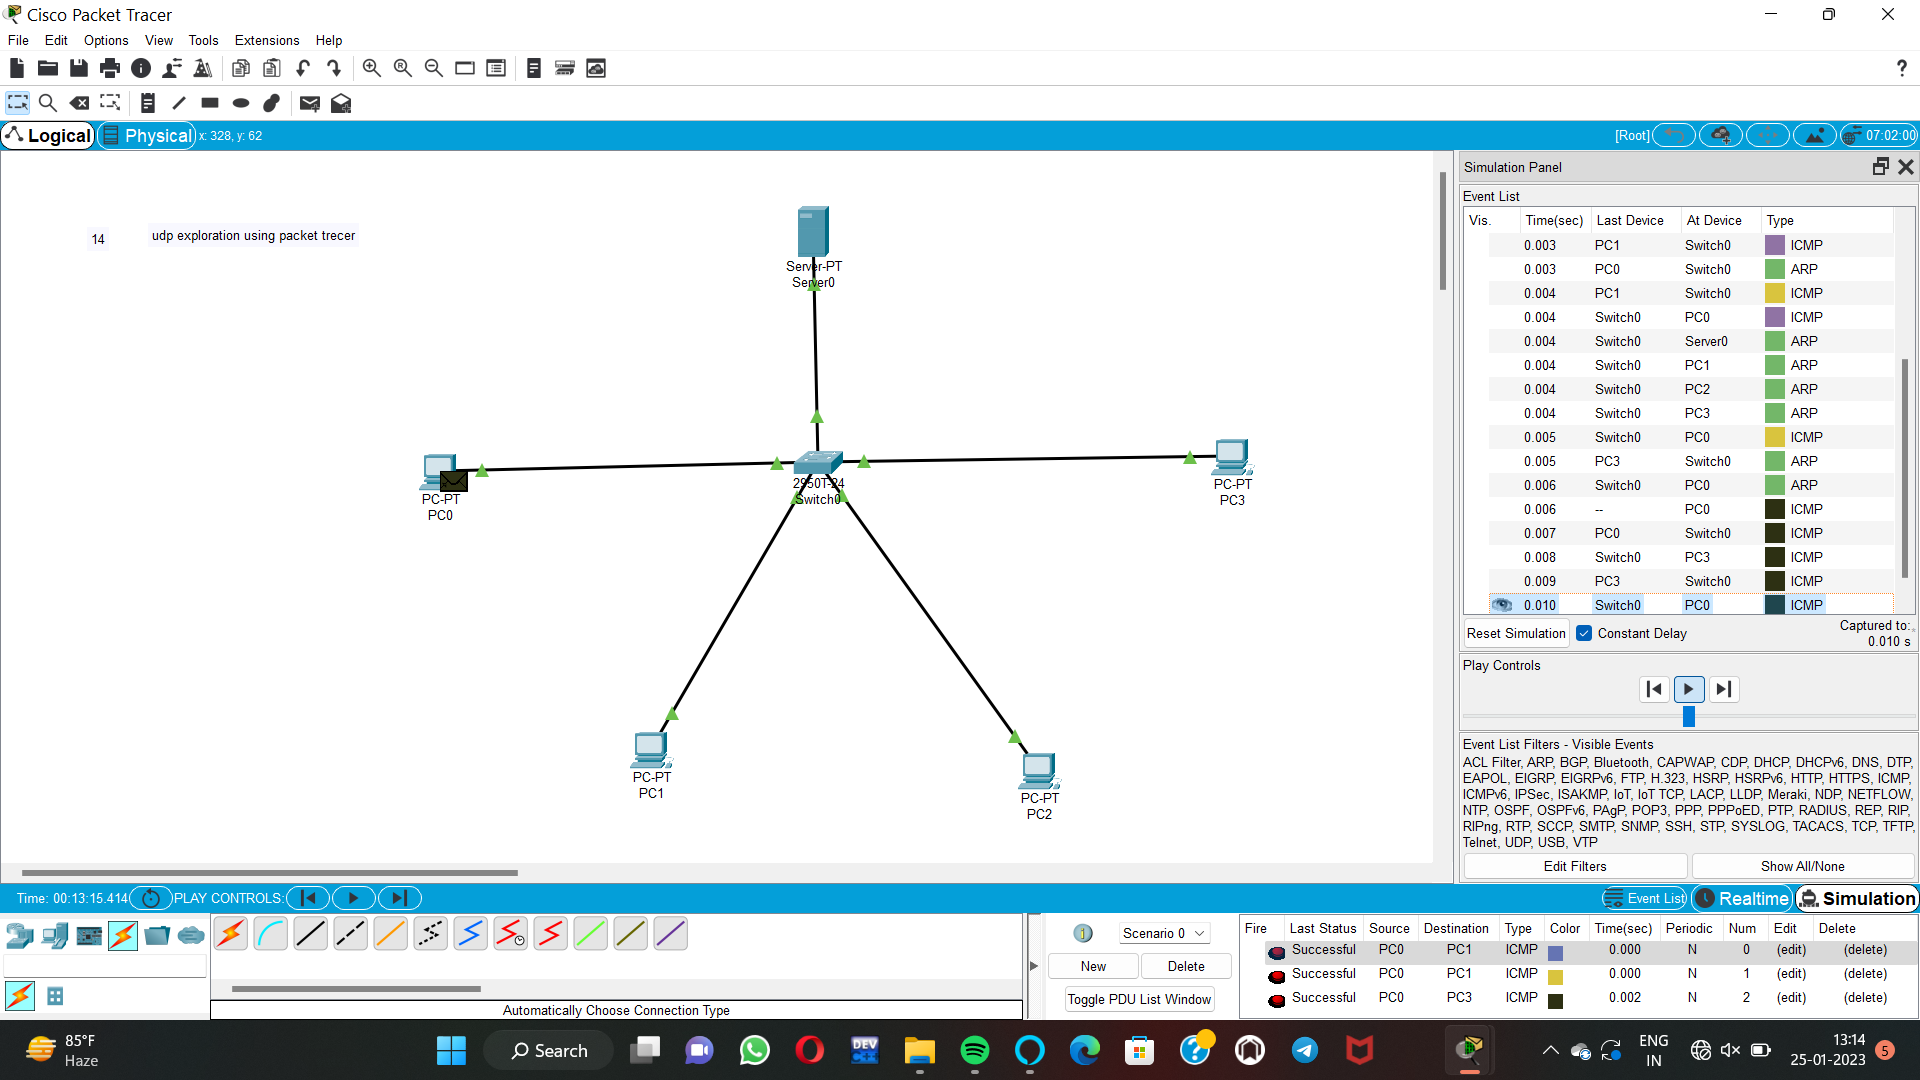 Cisco Packet Tracer
File Edit Options View Tools Extensions Help
Logical Physical x: 328, y: 62 [Root] 07:02:00
14 udp exploration using packet trecer
Server-PT
Server0
PC-PT
PC0
2950T-24
Switch0
PC-PT
PC3
PC-PT
PC1
PC-PT
PC2
Simulation Panel
Event List
Vis. Time(sec) Last Device At Device Type
0.003 PC1 Switch0 ICMP
0.003 PC0 Switch0 ARP
0.004 PC1 Switch0 ICMP
0.004 Switch0 PC0 ICMP
0.004 Switch0 Server0 ARP
0.004 Switch0 PC1 ARP
0.004 Switch0 PC2 ARP
0.004 Switch0 PC3 ARP
0.005 Switch0 PC0 ICMP
0.005 PC3 Switch0 ARP
0.006 Switch0 PC0 ARP
0.006 -- PC0 ICMP
0.007 PC0 Switch0 ICMP
0.008 Switch0 PC3 ICMP
0.009 PC3 Switch0 ICMP
0.010 Switch0 PC0 ICMP
Reset Simulation Constant Delay Captured to:
0.010 s
Play Controls
Event List Filters - Visible Events
ACL Filter, ARP, BGP, Bluetooth, CAPWAP, CDP, DHCP, DHCPv6, DNS, DTP,
EAPOL, EIGRP, EIGRPv6, FTP, H.323, HSRP, HSRPv6, HTTP, HTTPS, ICMP,
ICMPv6, IPSec, ISAKMP, IoT, IoT TCP, LACP, LLDP, Meraki, NDP, NETFLOW,
NTP, OSPF, OSPFv6, PAgP, POP3, PPP, PPPoED, PTP, RADIUS, REP, RIP,
RIPng, RTP, SCCP, SMTP, SNMP, SSH, STP, SYSLOG, TACACS, TCP, TFTP,
Telnet, UDP, USB, VTP
Edit Filters Show All/None
Time: 00:13:15.414 PLAY CONTROLS: Event List Realtime Simulation
Scenario 0
New Delete
Toggle PDU List Window
Automatically Choose Connection Type
Fire Last Status Source Destination Type Color Time(sec) Periodic Num Edit Delete
Successful PC0 PC1 ICMP 0.000 N 0 (edit) (delete)
Successful PC0 PC1 ICMP 0.000 N 1 (edit) (delete)
Successful PC0 PC3 ICMP 0.002 N 2 (edit) (delete)
85°F
Haze
Search
DEV
C++
ENG
IN
13:14
25-01-2023
5